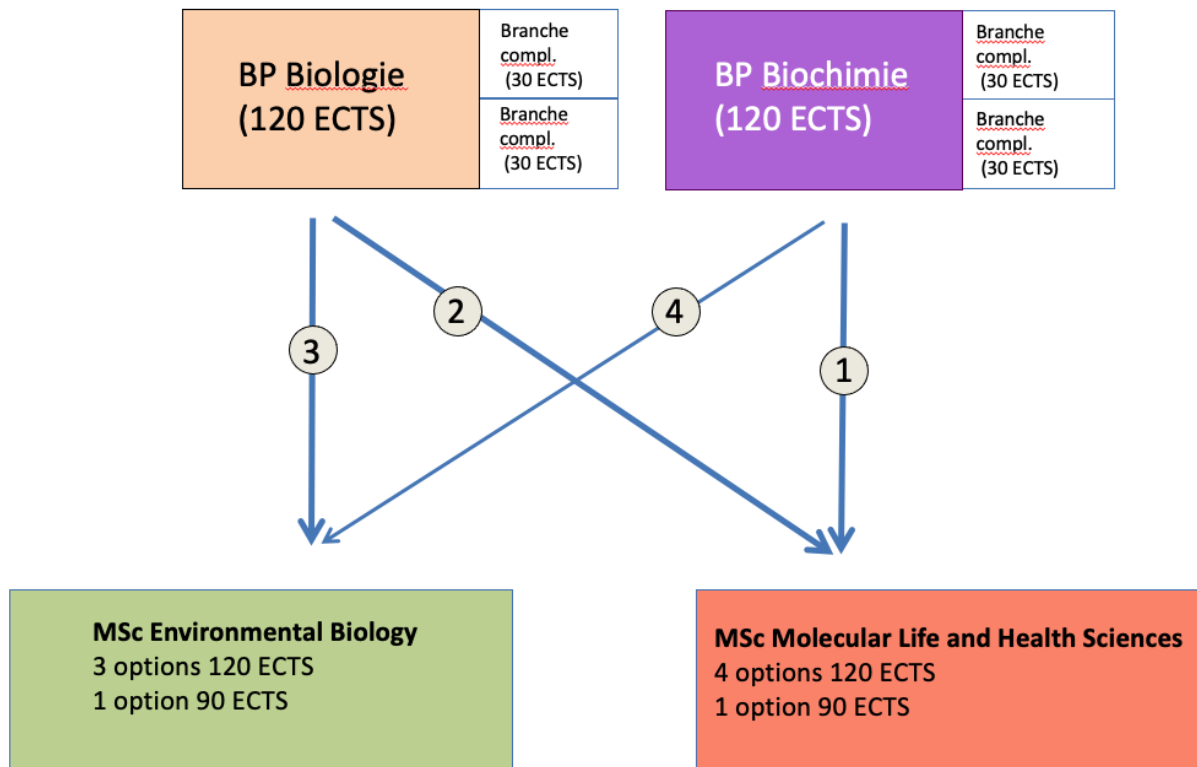 BP Biologie
(120 ECTS)
Branche
compl.
(30 ECTS)
Branche
compl.
(30 ECTS)
BP Biochimie
(120 ECTS)
Branche
compl.
(30 ECTS)
Branche
compl.
(30 ECTS)
2
4
3
1
MSc Environmental Biology
3 options 120 ECTS
1 option 90 ECTS
MSc Molecular Life and Health Sciences
4 options 120 ECTS
1 option 90 ECTS